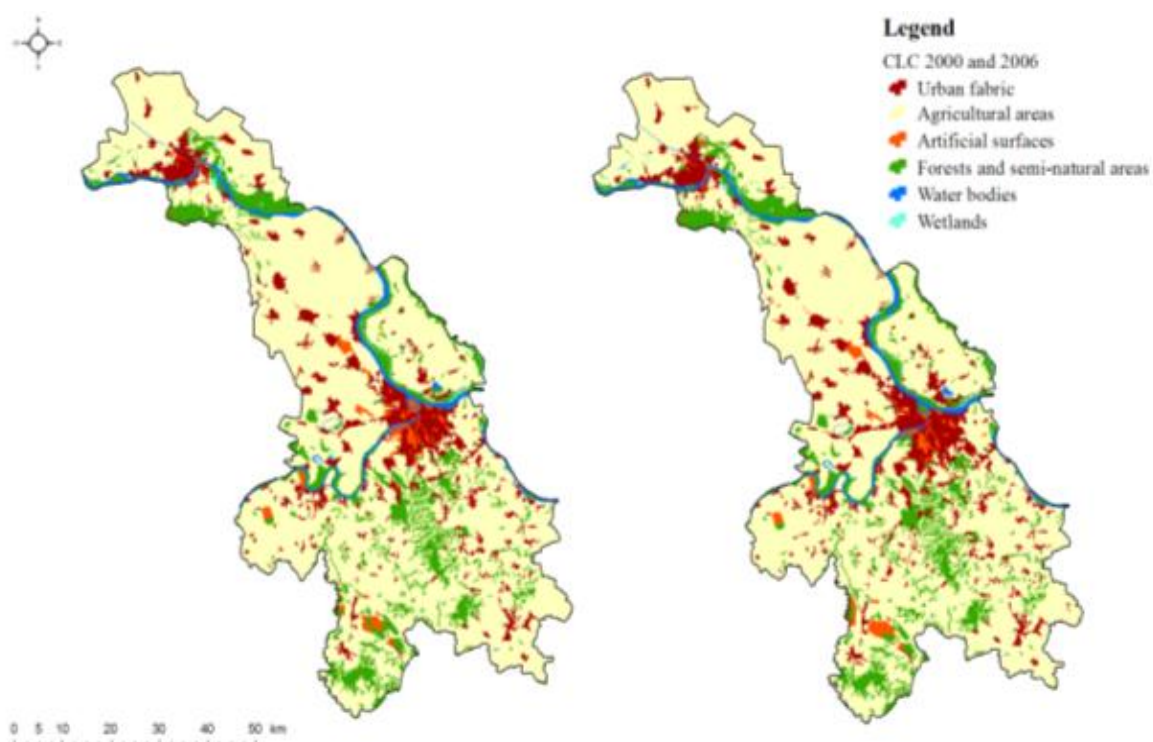 Legend
CLC 2000 and 2006
Urban fabric
Agricultural areas
Artificial surfaces
Forests and semi-natural areas
Water bodies
Wetlands
0 5 10 20 30 40 50 km